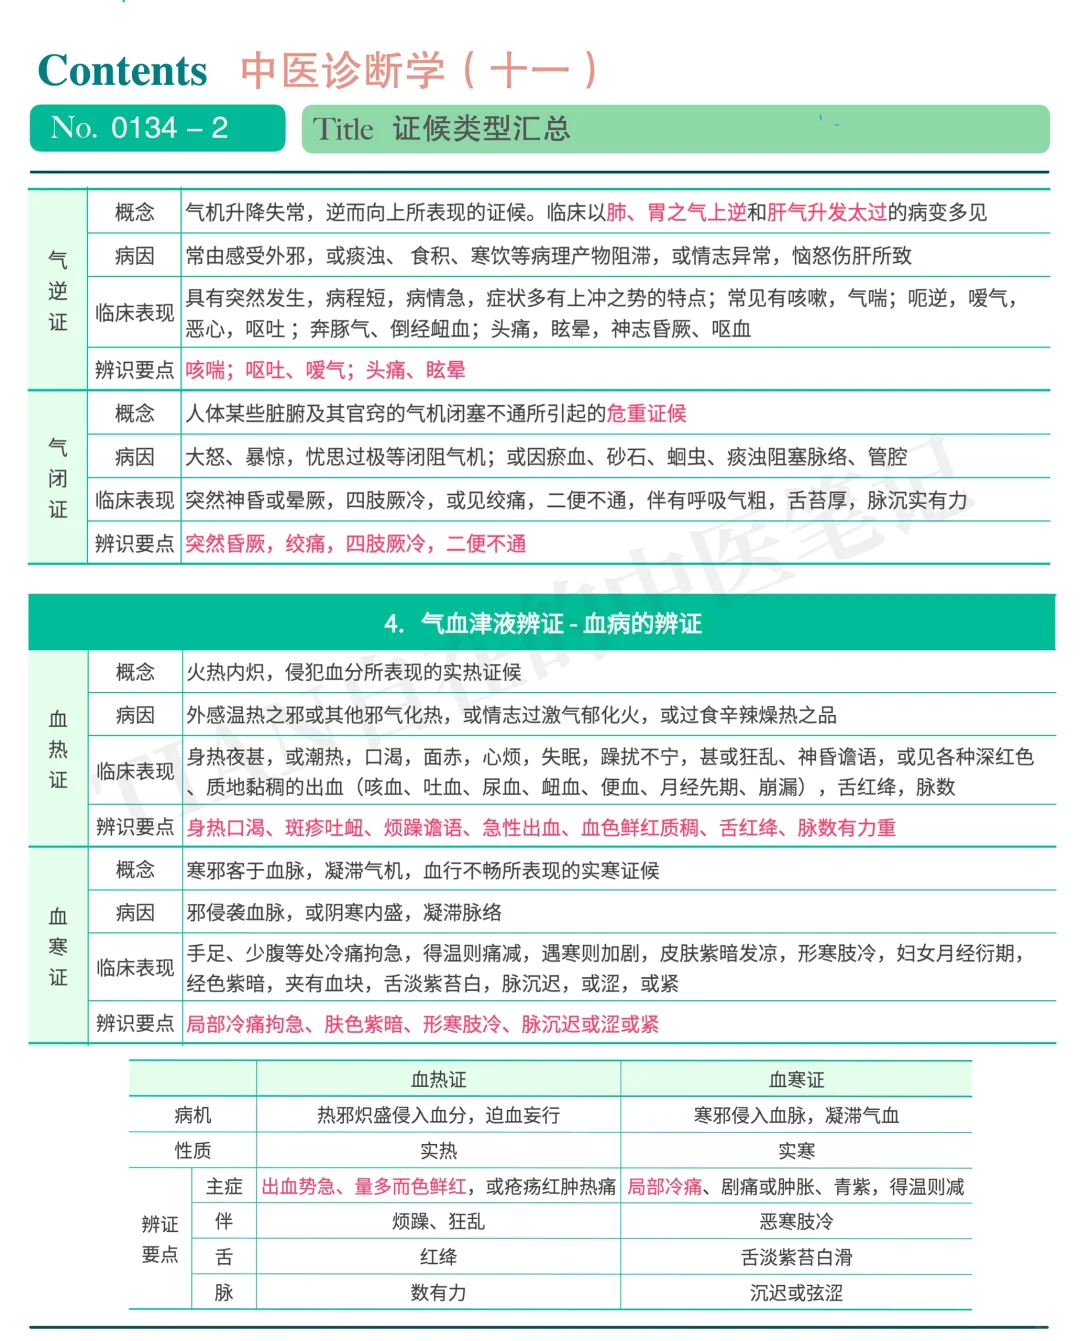 Contents 中医诊断学（十一）
No. 0134 – 2 Title 证候类型汇总
气逆证
概念 气机升降失常，逆而向上所表现的证候。临床以肺、胃之气上逆和肝气升发太过的病变多见
病因 常由感受外邪，或痰浊、 食积、寒饮等病理产物阻滞，或情志异常，恼怒伤肝所致
临床表现 具有突然发生，病程短，病情急，症状多有上冲之势的特点；常见有咳嗽，气喘；呃逆，嗳气，
恶心，呕吐 ；奔豚气、倒经衄血；头痛，眩晕，神志昏厥、呕血
辨识要点 咳喘；呕吐、嗳气；头痛、眩晕
气闭证
概念 人体某些脏腑及其官窍的气机闭塞不通所引起的危重证候
病因 大怒、暴惊，忧思过极等闭阻气机；或因瘀血、砂石、蛔虫、痰浊阻塞脉络、管腔
临床表现 突然神昏或晕厥，四肢厥冷，或见绞痛，二便不通，伴有呼吸气粗，舌苔厚，脉沉实有力
辨识要点 突然昏厥，绞痛，四肢厥冷，二便不通
4. 气血津液辨证 - 血病的辨证
血热证
概念 火热内炽，侵犯血分所表现的实热证候
病因 外感温热之邪或其他邪气化热，或情志过激气郁化火，或过食辛辣燥热之品
临床表现 身热夜甚，或潮热，口渴，面赤，心烦，失眠，躁扰不宁，甚或狂乱、神昏谵语，或见各种深红色
、质地黏稠的出血（咳血、吐血、尿血、衄血、便血、月经先期、崩漏），舌红绛，脉数
辨识要点 身热口渴、斑疹吐衄、烦躁谵语、急性出血、血色鲜红质稠、舌红绛、脉数有力重
血寒证
概念 寒邪客于血脉，凝滞气机，血行不畅所表现的实寒证候
病因 邪侵袭血脉，或阴寒内盛，凝滞脉络
临床表现 手足、少腹等处冷痛拘急，得温则痛减，遇寒则加剧，皮肤紫暗发凉，形寒肢冷，妇女月经衍期，
经色紫暗，夹有血块，舌淡紫苔白，脉沉迟，或涩，或紧
辨识要点 局部冷痛拘急、肤色紫暗、形寒肢冷、脉沉迟或涩或紧
血热证 血寒证
病机 热邪炽盛侵入血分，迫血妄行 寒邪侵入血脉，凝滞气血
性质 实热 实寒
辨证要点
主症 出血势急、量多而色鲜红，或疮疡红肿热痛 局部冷痛、剧痛或肿胀、青紫，得温则减
伴 烦躁、狂乱 恶寒肢冷
舌 红绛 舌淡紫苔白滑
脉 数有力 沉迟或弦涩
TIAN自在的中医笔记